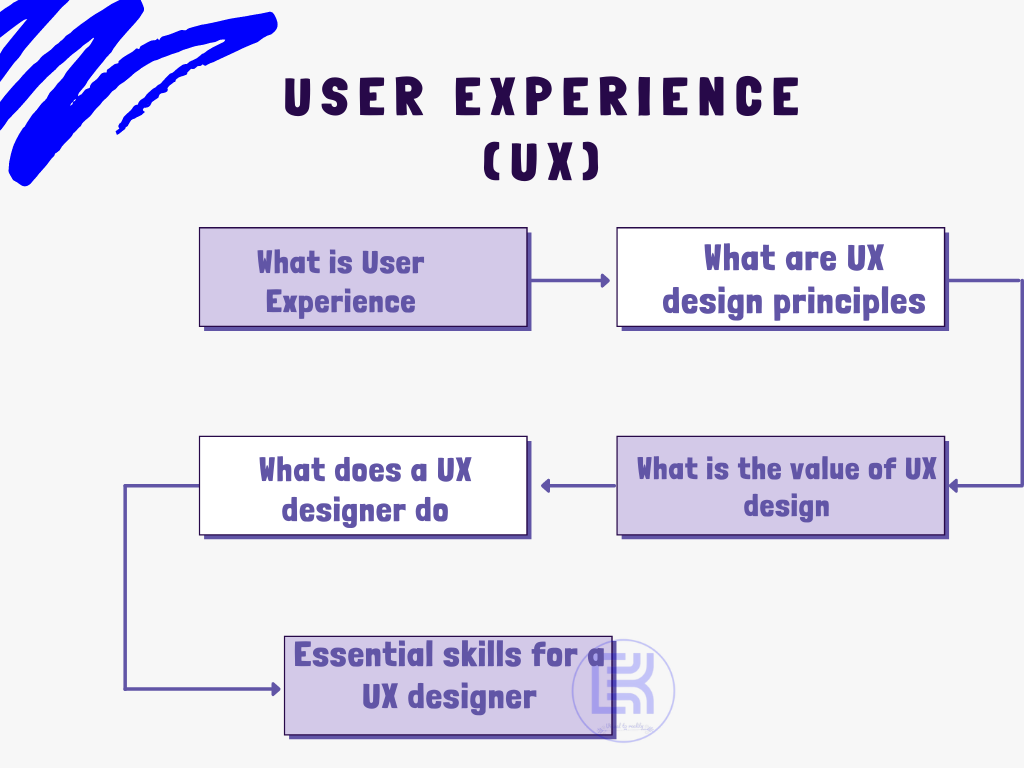 USER EXPERIENCE
(UX)
What is User
Experience
What are UX
design principles
What is the value of UX
design
What does a UX
designer do
Essential skills for a
UX designer